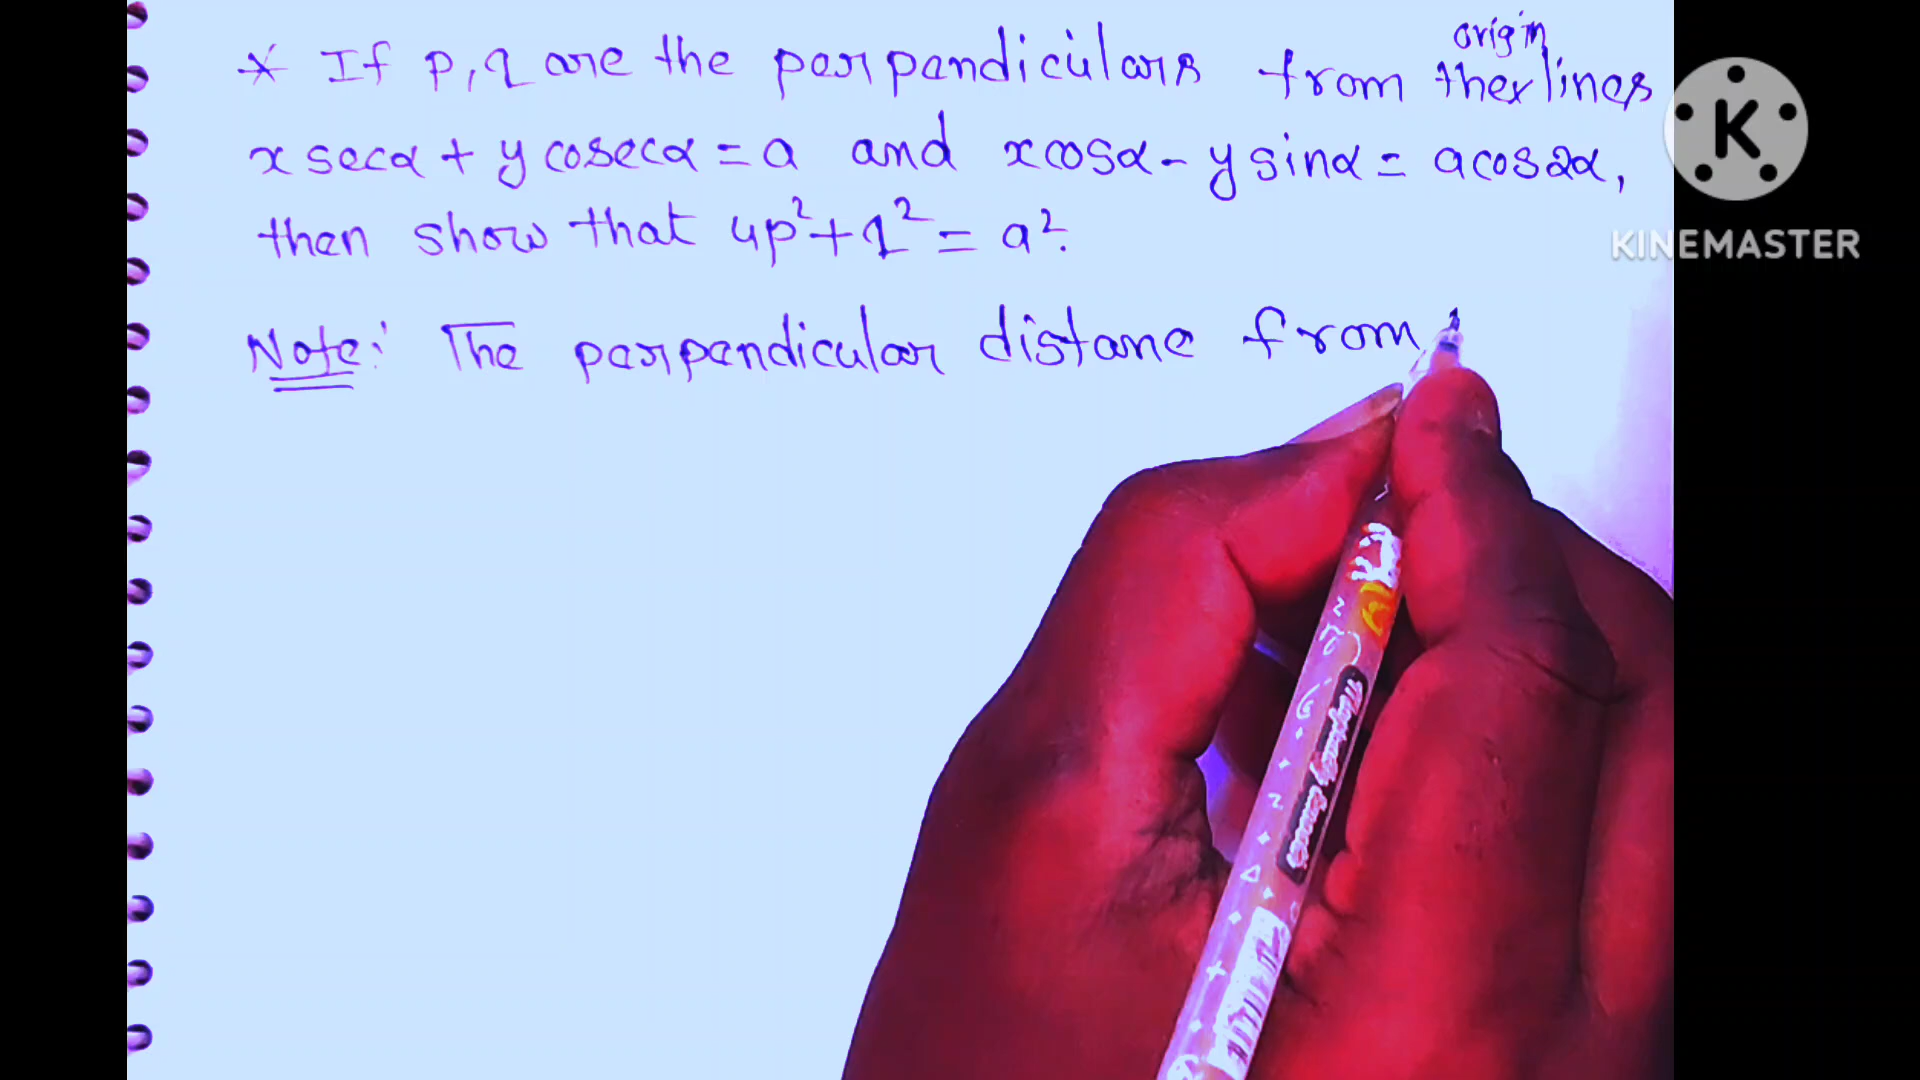 origin
* If p, q are the perpendiculars from the lines
x secα + y cosecα = a and x cosα - y sinα = a cos2α,
then show that 4p² + q² = a².
Note: The perpendicular distane from
K
KINEMASTER